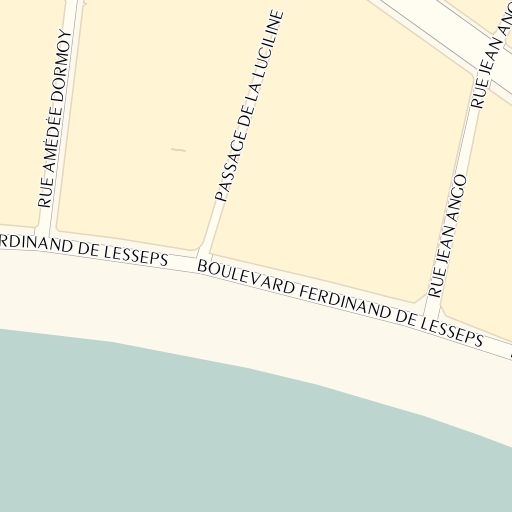 RUE AMÉDÉE DORMOY
PASSAGE DE LA LUCILINE
RUE JEAN ANGO
RUE JEAN ANGO
RDINAND DE LESSEPS
BOULEVARD FERDINAND DE LESSEPS